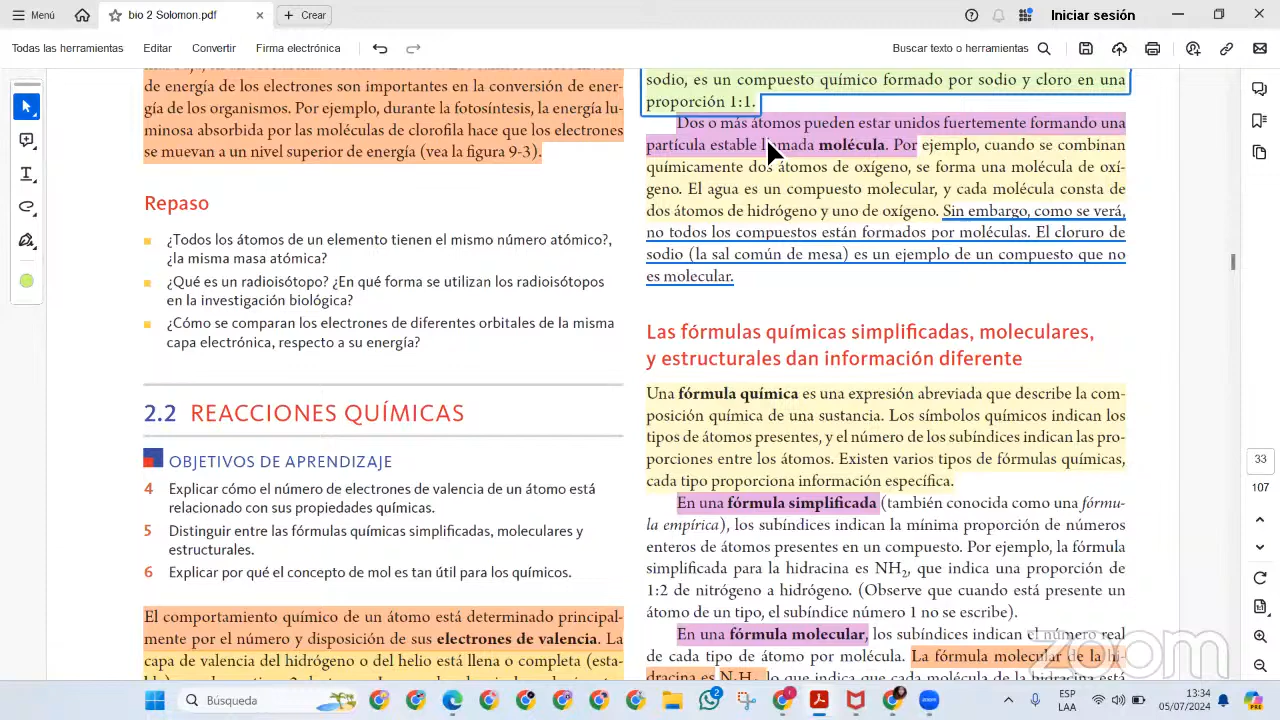 Menú
bio 2 Solomon.pdf
Crear
Iniciar sesión
Todas las herramientas
Editar
Convertir
Firma electrónica
Buscar texto o herramientas
de energía de los electrones son importantes en la conversión de ener-
gía de los organismos. Por ejemplo, durante la fotosíntesis, la energía lu-
minosa absorbida por las moléculas de clorofila hace que los electrones
se muevan a un nivel superior de energía (vea la figura 9-3).
Repaso
¿Todos los átomos de un elemento tienen el mismo número atómico?,
¿la misma masa atómica?
¿Qué es un radioisótopo? ¿En qué forma se utilizan los radioisótopos
en la investigación biológica?
¿Cómo se comparan los electrones de diferentes orbitales de la misma
capa electrónica, respecto a su energía?
2.2 REACCIONES QUÍMICAS
OBJETIVOS DE APRENDIZAJE
4 Explicar cómo el número de electrones de valencia de un átomo está
relacionado con sus propiedades químicas.
5 Distinguir entre las fórmulas químicas simplificadas, moleculares y
estructurales.
6 Explicar por qué el concepto de mol es tan útil para los químicos.
El comportamiento químico de un átomo está determinado principal-
mente por el número y disposición de sus electrones de valencia. La
capa de valencia del hidrógeno o del helio está llena o completa (esta-
sodio, es un compuesto químico formado por sodio y cloro en una
proporción 1:1.
Dos o más átomos pueden estar unidos fuertemente formando una
partícula estable llamada molécula. Por ejemplo, cuando se combinan
químicamente dos átomos de oxígeno, se forma una molécula de oxí-
geno. El agua es un compuesto molecular, y cada molécula consta de
dos átomos de hidrógeno y uno de oxígeno. Sin embargo, como se verá,
no todos los compuestos están formados por moléculas. El cloruro de
sodio (la sal común de mesa) es un ejemplo de un compuesto que no
es molecular.
Las fórmulas químicas simplificadas, moleculares,
y estructurales dan información diferente
Una fórmula química es una expresión abreviada que describe la com-
posición química de una sustancia. Los símbolos químicos indican los
tipos de átomos presentes, y el número de los subíndices indican las pro-
porciones entre los átomos. Existen varios tipos de fórmulas químicas,
cada tipo proporciona información específica.
En una fórmula simplificada (también conocida como una fórmu-
la empírica), los subíndices indican la mínima proporción de números
enteros de átomos presentes en un compuesto. Por ejemplo, la fórmula
simplificada para la hidracina es NH₂, que indica una proporción de
1:2 de nitrógeno a hidrógeno. (Observe que cuando está presente un
átomo de un tipo, el subíndice número 1 no se escribe).
En una fórmula molecular, los subíndices indican el número real
de cada tipo de átomo por molécula. La fórmula molecular de la hi-
dracina es N₂H₄, lo que indica que cada molécula de hidracina está
33
107
zoom
Búsqueda
2
zoom
ESP
LAA
13:34
05/07/2024